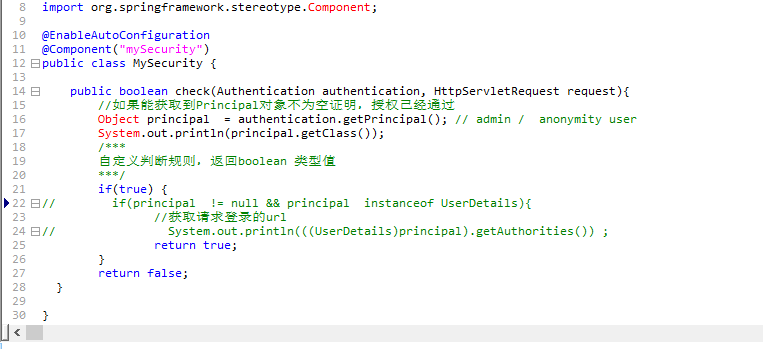 8 import org.springframework.stereotype.Component;
9
10 @EnableAutoConfiguration
11 @Component("mySecurity")
12 public class MySecurity {
13
14 public boolean check(Authentication authentication, HttpServletRequest request){
15 //如果能获取到Principal对象不为空证明，授权已经通过
16 Object principal  = authentication.getPrincipal(); // admin /  anonymity user
17 System.out.println(principal.getClass());
18 /***
19 自定义判断规则，返回boolean 类型值
20 ***/
21 if(true) {
22 //        if(principal  != null && principal  instanceof UserDetails){
23 //获取请求登录的url
24 //                System.out.println(((UserDetails)principal).getAuthorities()) ;
25 return true;
26 }
27 return false;
28 }
29
30 }